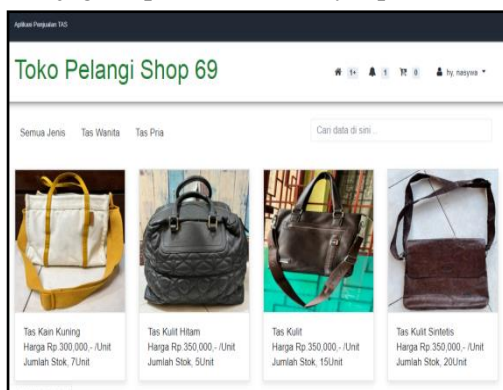 Aplikasi Penjualan TAS
Toko Pelangi Shop 69
1+ 1 0 hy, nasywa
Semua Jenis Tas Wanita Tas Pria
Cari data di sini ..
Tas Kain Kuning
Harga Rp.300,000,- /Unit
Jumlah Stok, 7Unit
Tas Kulit Hitam
Harga Rp.350,000,- /Unit
Jumlah Stok, 5Unit
Tas Kulit
Harga Rp.350,000,- /Unit
Jumlah Stok, 15Unit
Tas Kulit Sintetis
Harga Rp.350,000,- /Unit
Jumlah Stok, 20Unit